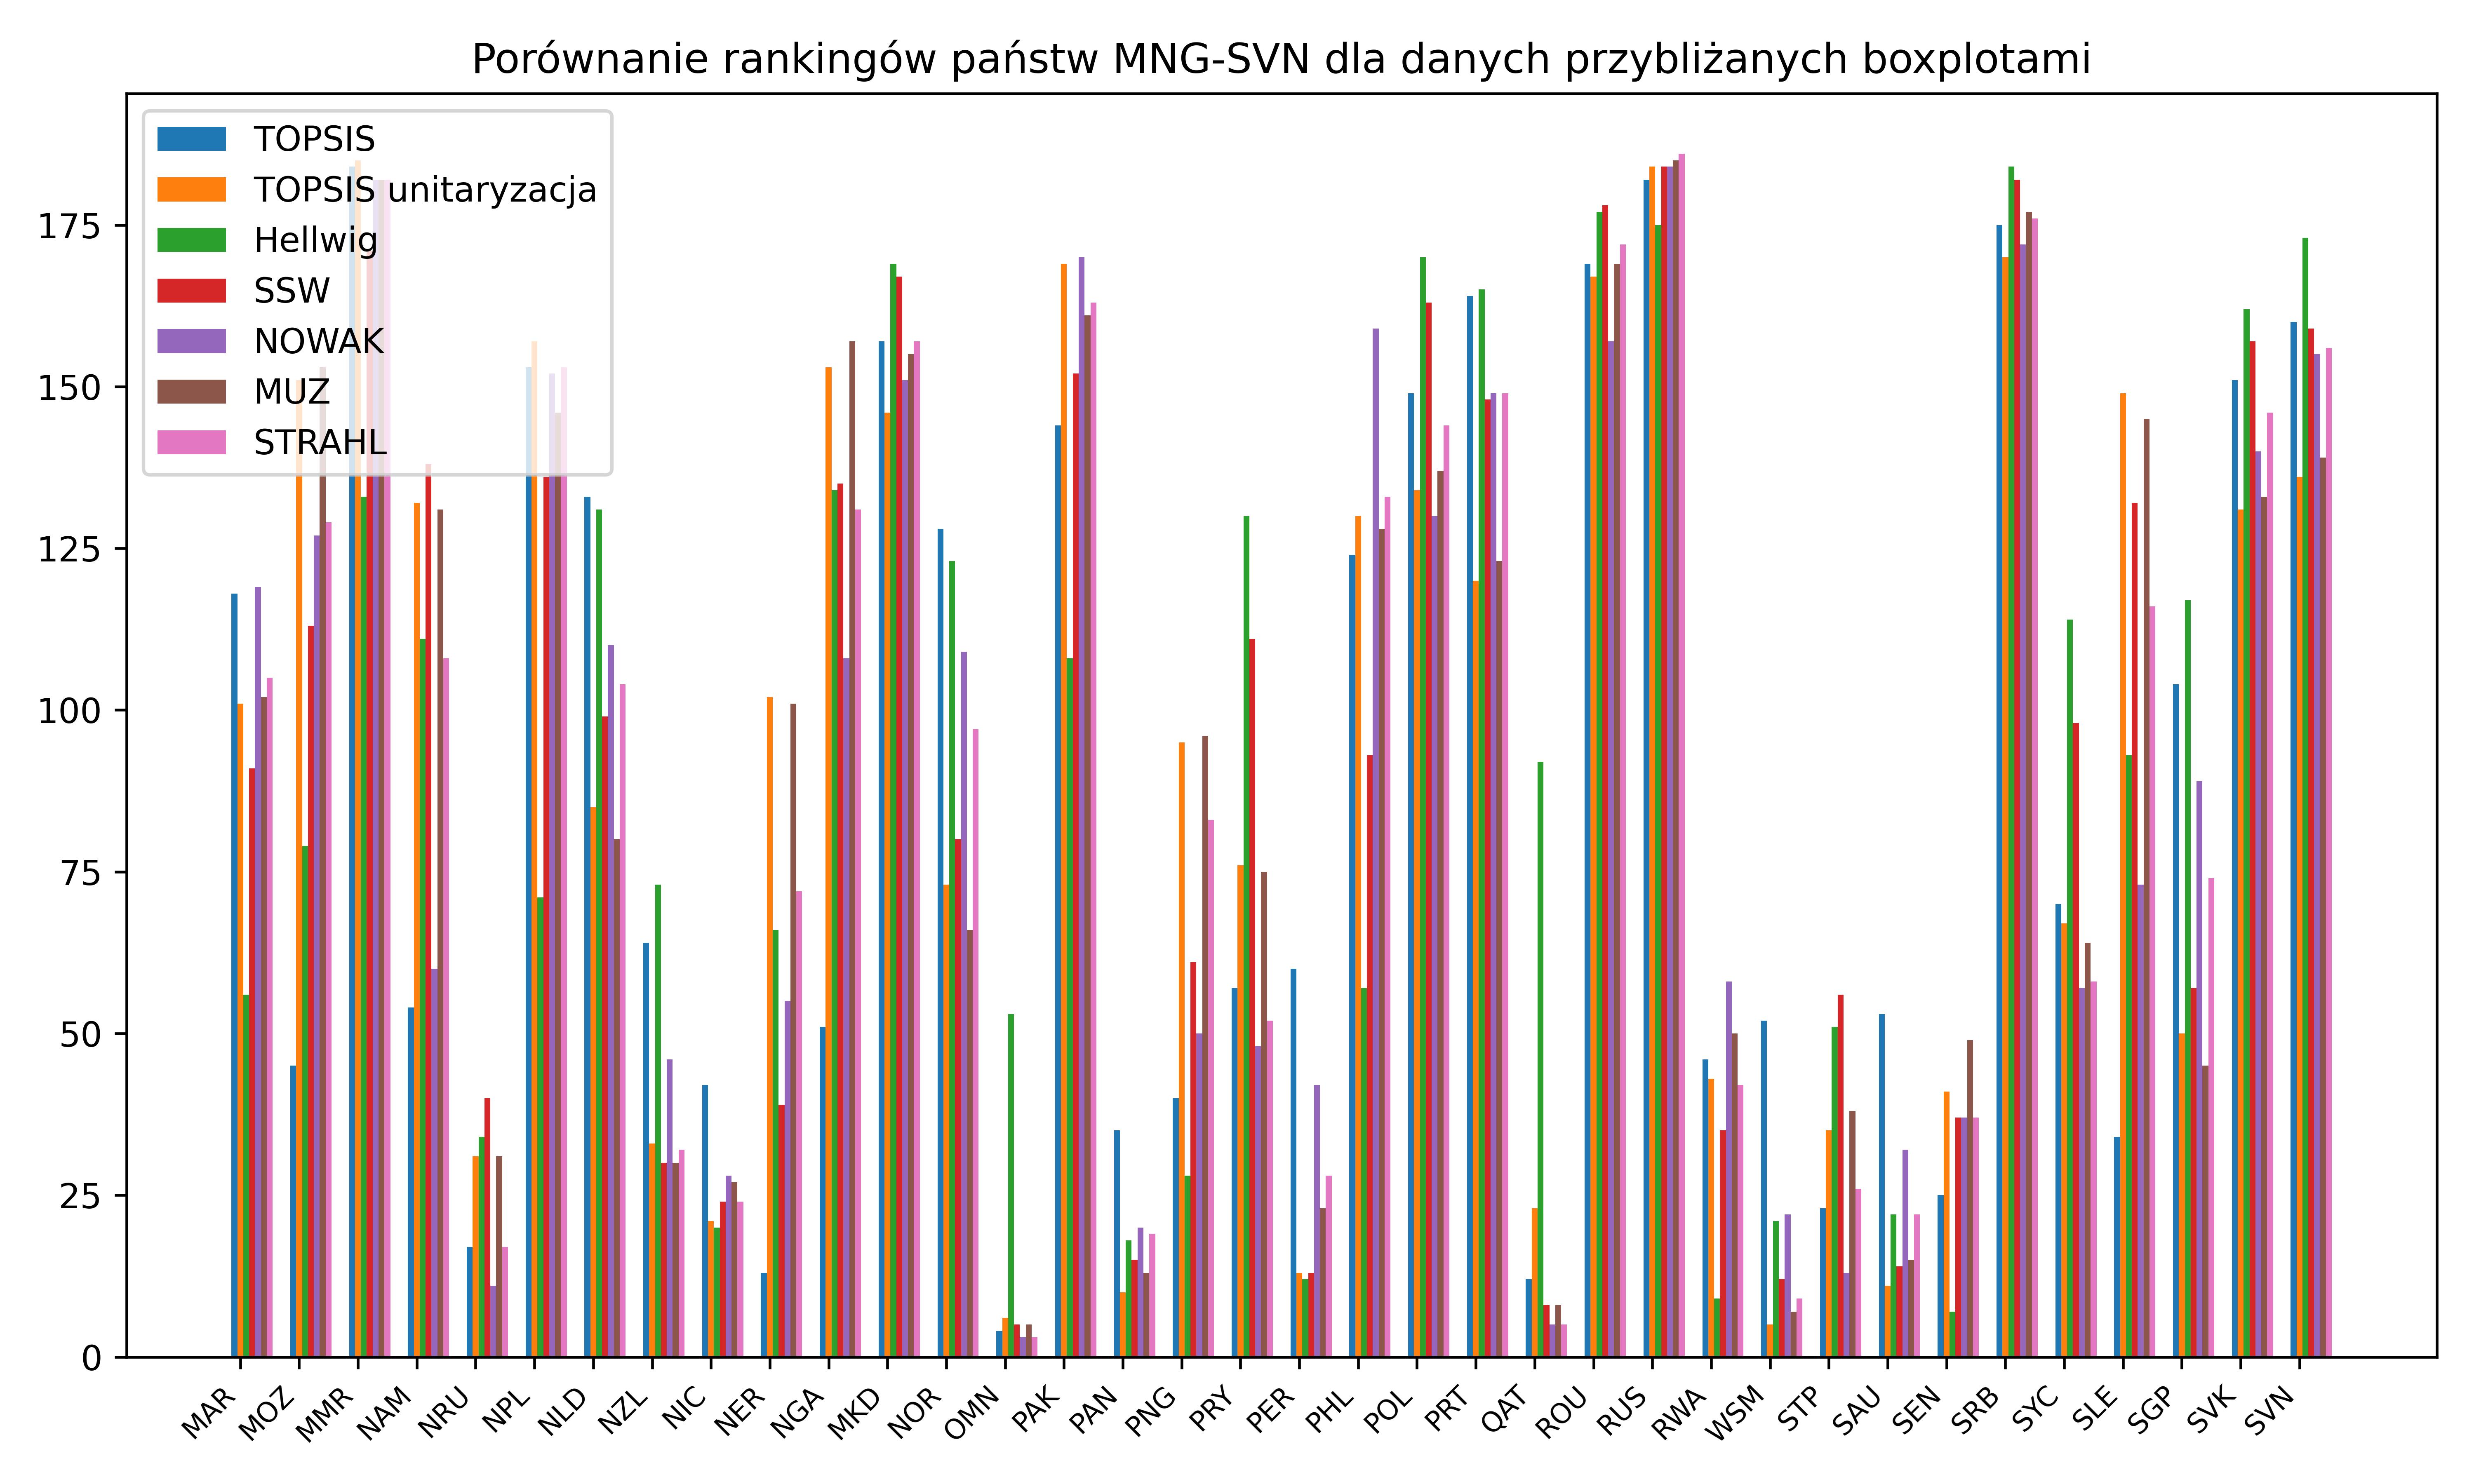 Porównanie rankingów państw MNG-SVN dla danych przybliżanych boxplotami
TOPSIS
TOPSIS unitaryzacja
Hellwig
SSW
NOWAK
MUZ
STRAHL
175
150
125
100
75
50
25
0
MAR
MOZ
MMR
NAM
NRU
NPL
NLD
NZL
NIC
NER
NGA
MKD
NOR
OMN
PAK
PAN
PNG
PRY
PER
PHL
POL
PRT
QAT
ROU
RUS
RWA
WSM
STP
SAU
SEN
SRB
SYC
SLE
SGP
SVK
SVN